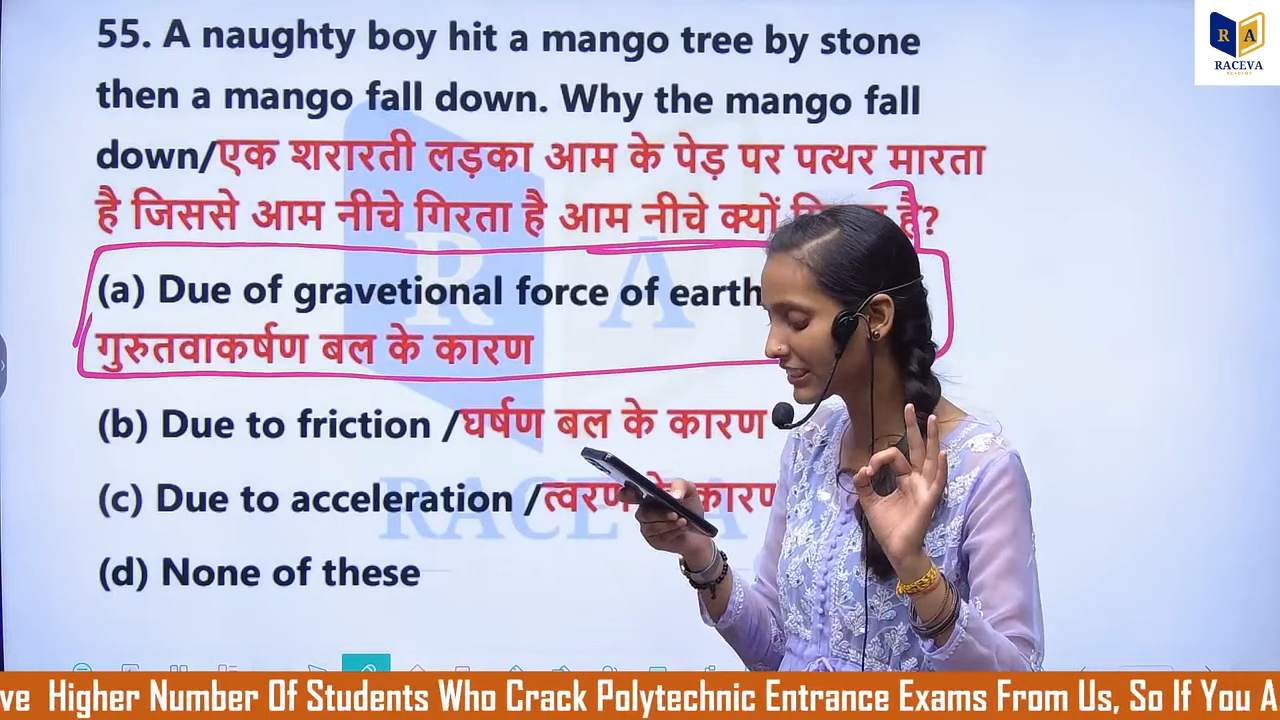 55. A naughty boy hit a mango tree by stone
then a mango fall down. Why the mango fall
down/एक शरारती लड़का आम के पेड़ पर पत्थर मारता
है जिससे आम नीचे गिरता है आम नीचे क्यों है?
(a) Due of gravetional force of earth
गुरुतवाकर्षण बल के कारण
(b) Due to friction /घर्षण बल के कारण
(c) Due to acceleration /त्वरण कारण
(d) None of these
R A
RACEVA
R A
RACEVA
ACADEMY
ve Higher Number Of Students Who Crack Polytechnic Entrance Exams From Us, So If You A